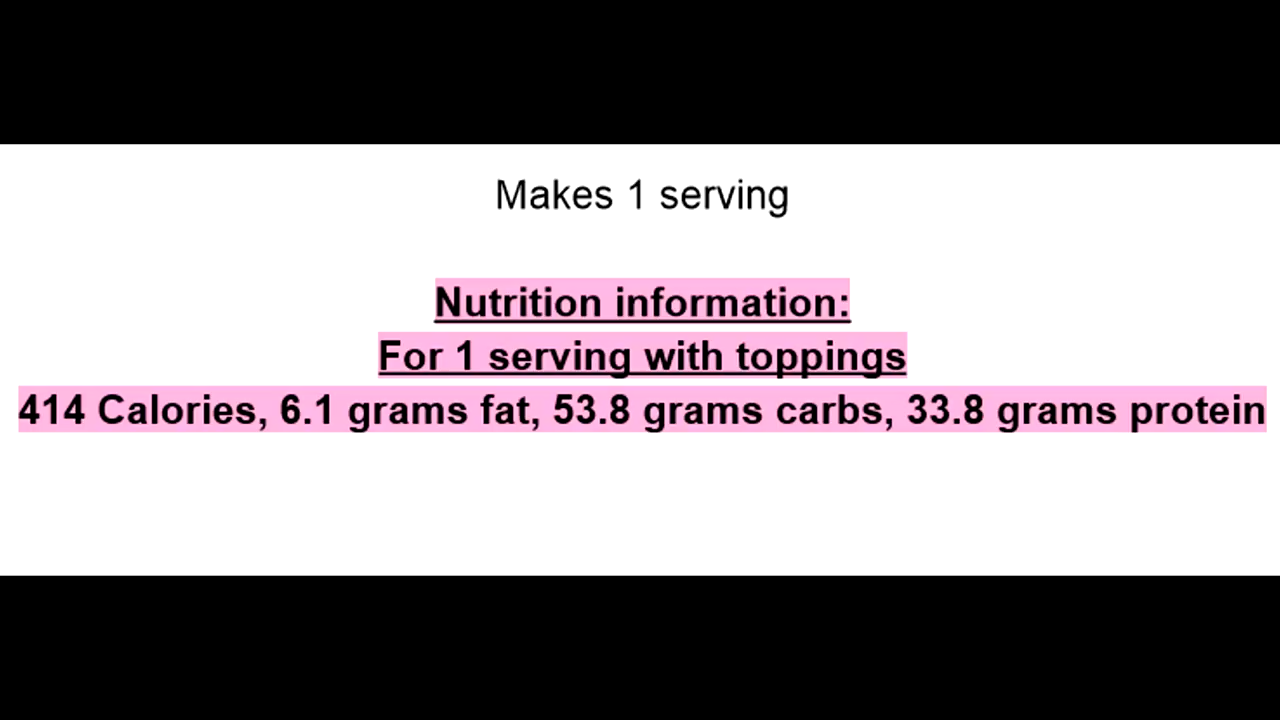 Makes 1 serving
Nutrition information:
For 1 serving with toppings
414 Calories, 6.1 grams fat, 53.8 grams carbs, 33.8 grams protein